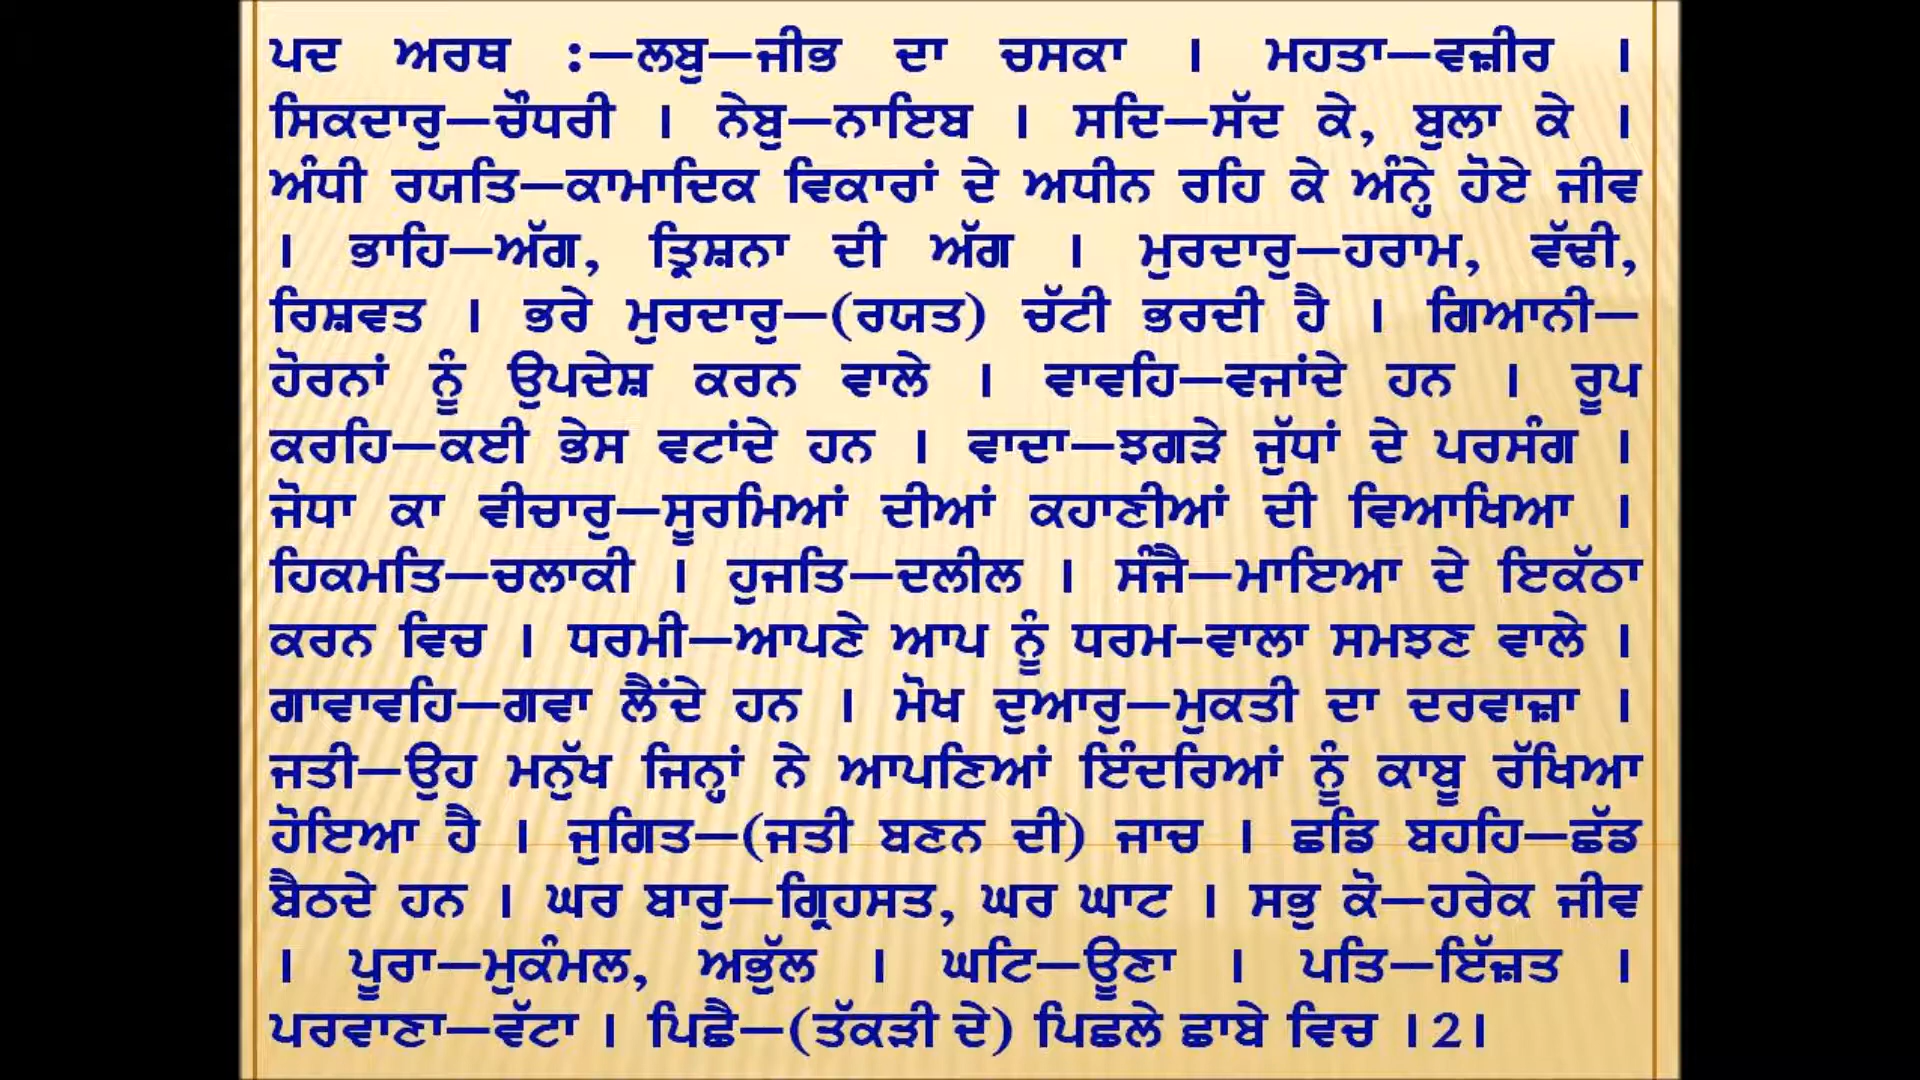 ਪਦ ਅਰਥ :—ਲਬੁ—ਜੀਭ ਦਾ ਚਸਕਾ । ਮਹਤਾ—ਵਜ਼ੀਰ ।
ਸਿਕਦਾਰੁ—ਚੌਧਰੀ । ਨੇਬੁ—ਨਾਇਬ । ਸਦਿ—ਸੱਦ ਕੇ, ਬੁਲਾ ਕੇ ।
ਅੰਧੀ ਰਯਤਿ—ਕਾਮਾਦਿਕ ਵਿਕਾਰਾਂ ਦੇ ਅਧੀਨ ਰਹਿ ਕੇ ਅੰਨ੍ਹੇ ਹੋਏ ਜੀਵ
। ਭਾਹਿ—ਅੱਗ, ਤ੍ਰਿਸ਼ਨਾ ਦੀ ਅੱਗ । ਮੁਰਦਾਰੁ—ਹਰਾਮ, ਵੱਢੀ,
ਰਿਸ਼ਵਤ । ਭਰੇ ਮੁਰਦਾਰੁ—(ਰਯਤ) ਚੱਟੀ ਭਰਦੀ ਹੈ । ਗਿਆਨੀ—
ਹੋਰਨਾਂ ਨੂੰ ਉਪਦੇਸ਼ ਕਰਨ ਵਾਲੇ । ਵਾਵਹਿ—ਵਜਾਂਦੇ ਹਨ । ਰੂਪ
ਕਰਹਿ—ਕਈ ਭੇਸ ਵਟਾਂਦੇ ਹਨ । ਵਾਦਾ—ਝਗੜੇ ਜੁੱਧਾਂ ਦੇ ਪਰਸੰਗ ।
ਜੋਧਾ ਕਾ ਵੀਚਾਰੁ—ਸੂਰਮਿਆਂ ਦੀਆਂ ਕਹਾਣੀਆਂ ਦੀ ਵਿਆਖਿਆ ।
ਹਿਕਮਤਿ—ਚਲਾਕੀ । ਹੁਜਤਿ—ਦਲੀਲ । ਸੰਜੈ—ਮਾਇਆ ਦੇ ਇਕੱਠਾ
ਕਰਨ ਵਿਚ । ਧਰਮੀ—ਆਪਣੇ ਆਪ ਨੂੰ ਧਰਮ-ਵਾਲਾ ਸਮਝਣ ਵਾਲੇ ।
ਗਾਵਾਵਹਿ—ਗਵਾ ਲੈਂਦੇ ਹਨ । ਮੋਖ ਦੁਆਰੁ—ਮੁਕਤੀ ਦਾ ਦਰਵਾਜ਼ਾ ।
ਜਤੀ—ਉਹ ਮਨੁੱਖ ਜਿਨ੍ਹਾਂ ਨੇ ਆਪਣਿਆਂ ਇੰਦਰਿਆਂ ਨੂੰ ਕਾਬੂ ਰੱਖਿਆ
ਹੋਇਆ ਹੈ । ਜੁਗਿਤ—(ਜਤੀ ਬਣਨ ਦੀ) ਜਾਚ । ਛਡਿ ਬਹਹਿ—ਛੱਡ
ਬੈਠਦੇ ਹਨ । ਘਰ ਬਾਰੁ—ਗ੍ਰਿਹਸਤ, ਘਰ ਘਾਟ । ਸਭੁ ਕੋ—ਹਰੇਕ ਜੀਵ
। ਪੂਰਾ—ਮੁਕੰਮਲ, ਅਭੁੱਲ । ਘਟਿ—ਊਣਾ । ਪਤਿ—ਇੱਜ਼ਤ ।
ਪਰਵਾਣਾ—ਵੱਟਾ । ਪਿਛੈ—(ਤੱਕੜੀ ਦੇ) ਪਿਛਲੇ ਛਾਬੇ ਵਿਚ ।2।